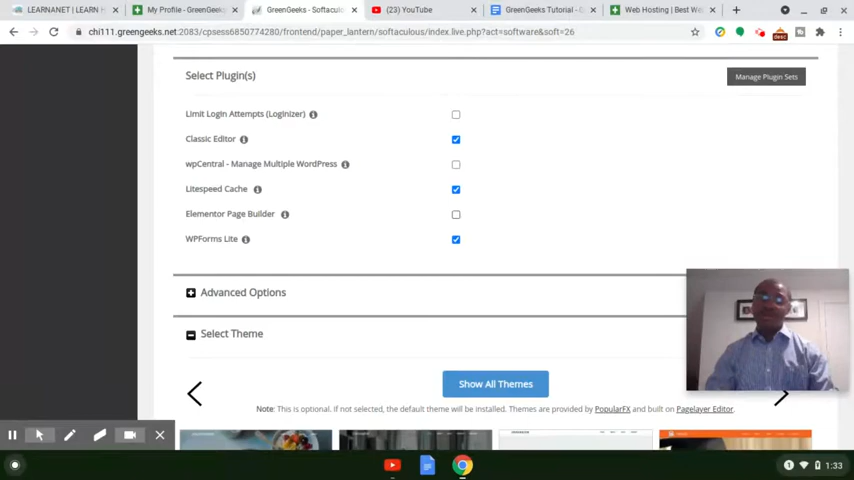 LEARNANET | LEARN H
My Profile - GreenGeeks
GreenGeeks - Softaculou
(23) YouTube
GreenGeeks Tutorial - G
Web Hosting | Best Web
chi111.greengeeks.net:2083/cpsess6850774280/frontend/paper_lantern/softaculous/index.live.php?act=software&soft=26
Select Plugin(s)
Manage Plugin Sets
Limit Login Attempts (Loginizer)
Classic Editor
wpCentral - Manage Multiple WordPress
Litespeed Cache
Elementor Page Builder
WPForms Lite
Advanced Options
Select Theme
Show All Themes
Note: This is optional. if not selected, the default theme will be installed. Themes are provided by PopularFX and built on Pagelayer Editor.
1 1:33